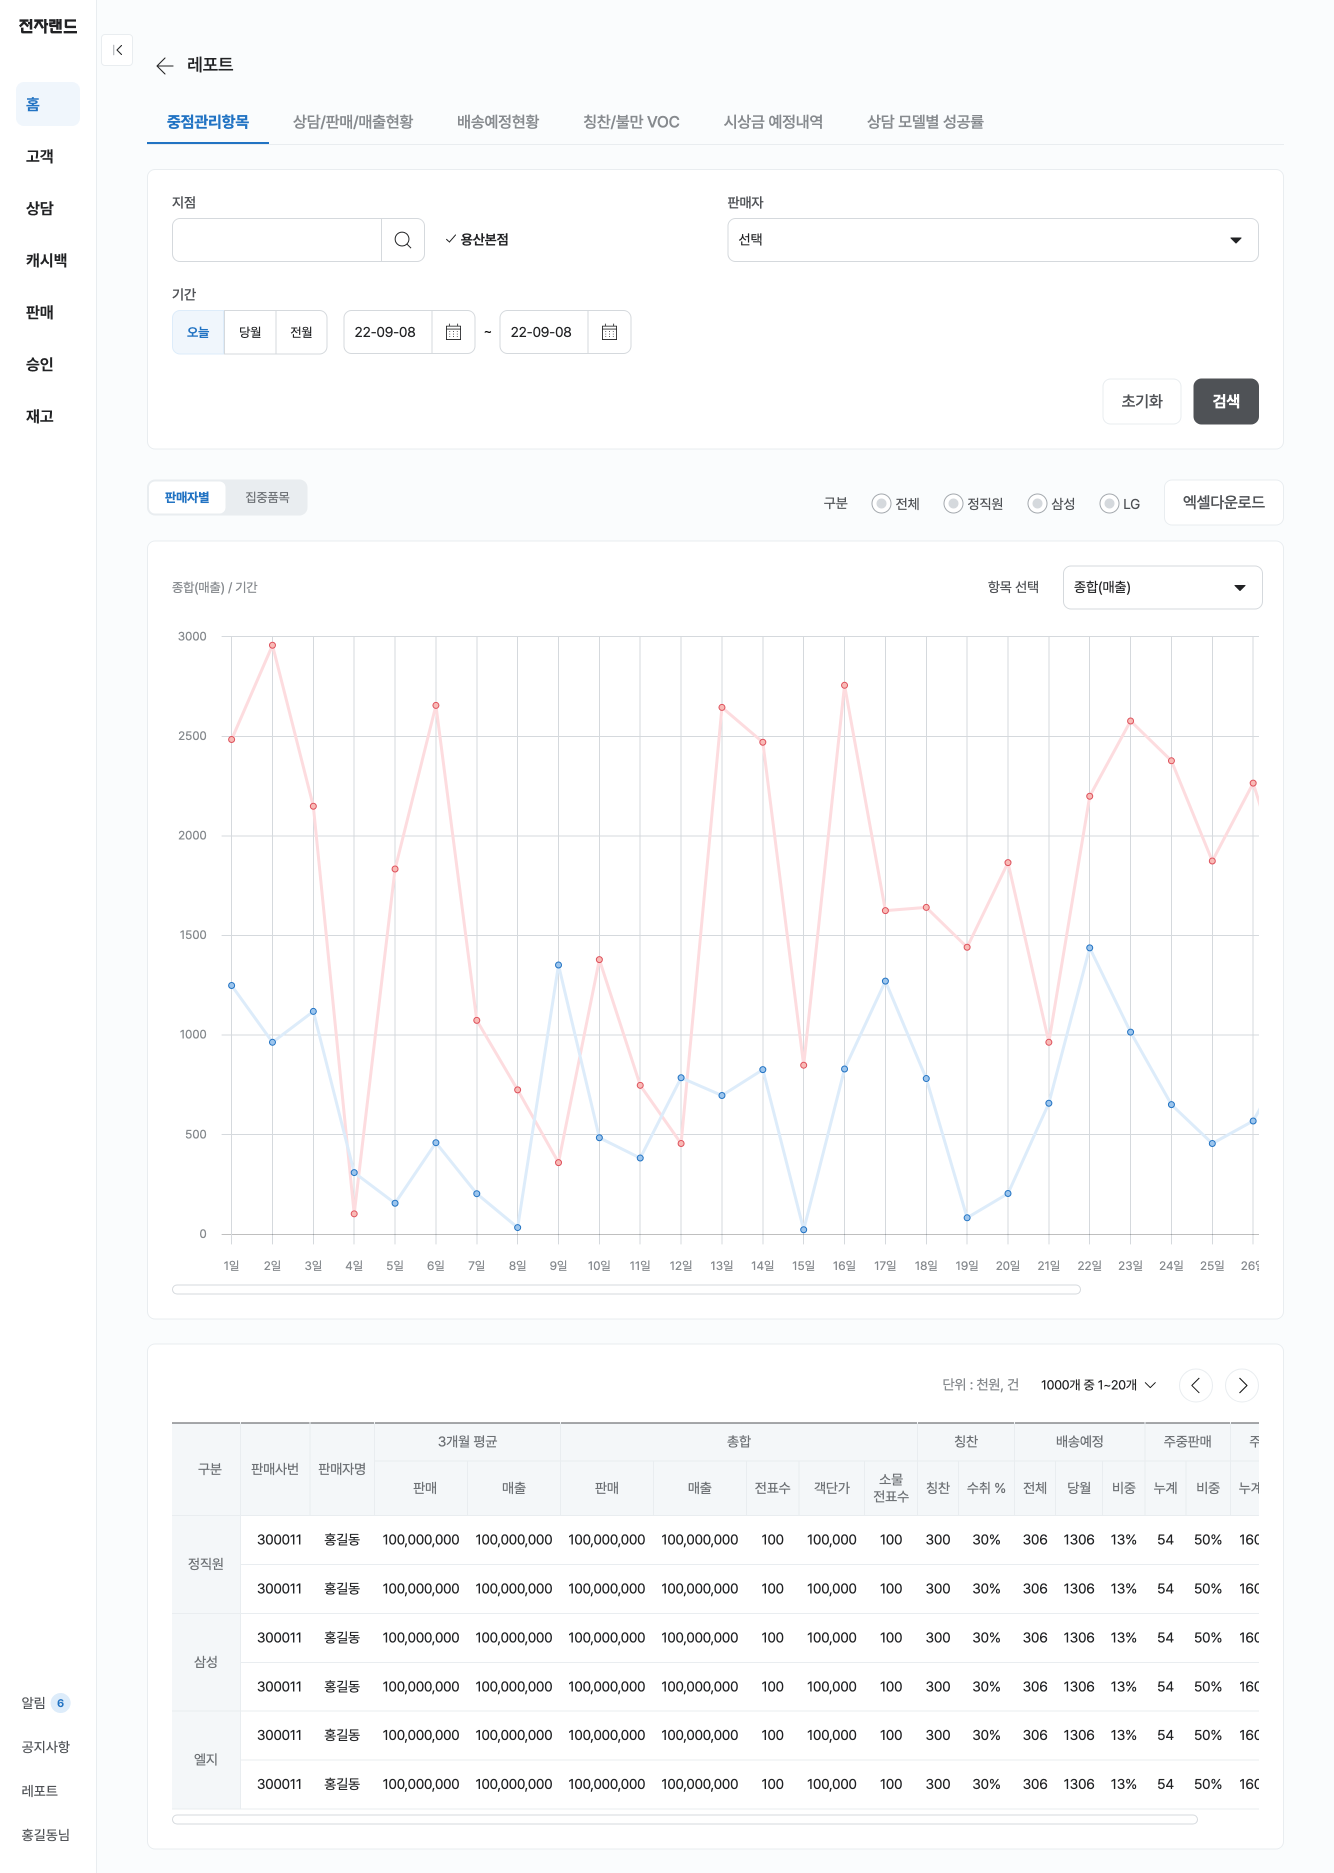 전자랜드
홈
고객
상담
캐시백
판매
승인
재고
알림 6
공지사항
레포트
홍길동님
레포트
중점관리항목 상담/판매/매출현황 배송예정현황 칭찬/불만 VOC 시상금 예정내역 상담 모델별 성공률
지점 판매자
용산본점 선택
기간
오늘 당월 전월 22-09-08 ~ 22-09-08
초기화 검색
판매자별 집중품목 구분 전체 정직원 삼성 LG 엑셀다운로드
종합(매출) / 기간 항목 선택 종합(매출)
3000
2500
2000
1500
1000
500
0
1일 2일 3일 4일 5일 6일 7일 8일 9일 10일 11일 12일 13일 14일 15일 16일 17일 18일 19일 20일 21일 22일 23일 24일 25일 26일
단위 : 천원, 건 1000개 중 1~20개
구분 판매사번 판매자명 3개월 평균 총합 칭찬 배송예정 주중판매 주
판매 매출 판매 매출 전표수 객단가 소물 전표수 칭찬 수취 % 전체 당월 비중 누계 비중 누계
정직원 300011 홍길동 100,000,000 100,000,000 100,000,000 100,000,000 100 100,000 100 300 30% 306 1306 13% 54 50% 160
300011 홍길동 100,000,000 100,000,000 100,000,000 100,000,000 100 100,000 100 300 30% 306 1306 13% 54 50% 160
삼성 300011 홍길동 100,000,000 100,000,000 100,000,000 100,000,000 100 100,000 100 300 30% 306 1306 13% 54 50% 160
300011 홍길동 100,000,000 100,000,000 100,000,000 100,000,000 100 100,000 100 300 30% 306 1306 13% 54 50% 160
엘지 300011 홍길동 100,000,000 100,000,000 100,000,000 100,000,000 100 100,000 100 300 30% 306 1306 13% 54 50% 160
300011 홍길동 100,000,000 100,000,000 100,000,000 100,000,000 100 100,000 100 300 30% 306 1306 13% 54 50% 160